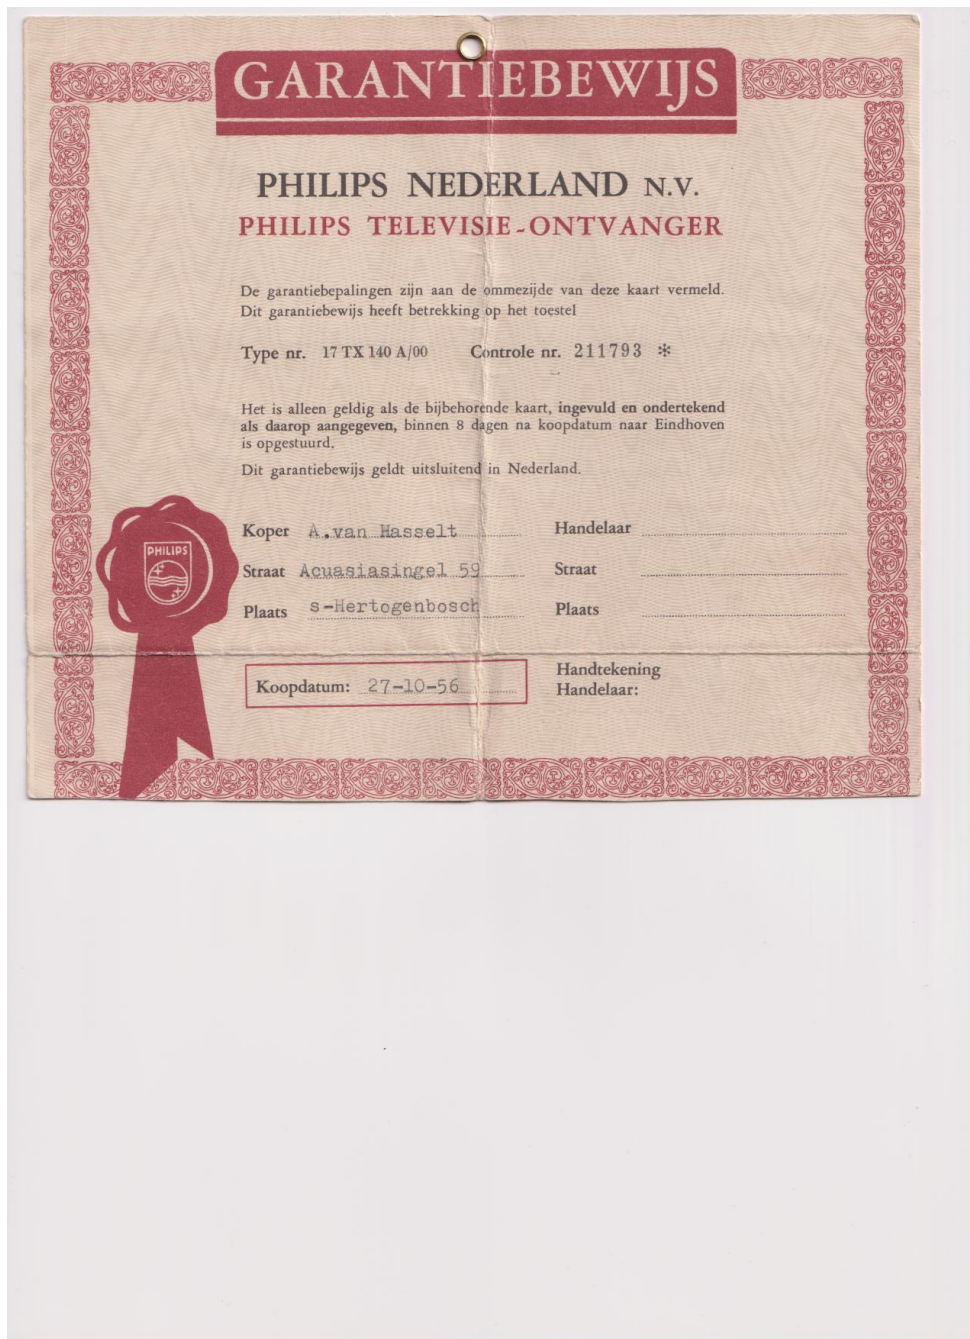 GARANTIEBEWIJS
PHILIPS NEDERLAND N.V.
PHILIPS TELEVISIE-ONTVANGER
De garantiebepalingen zijn aan de ommezijde van deze kaart vermeld.
Dit garantiebewijs heeft betrekking op het toestel
Type nr. 17 TX 140 A/00 Controle nr. 211793 *
Het is alleen geldig als de bijbehorende kaart, ingevuld en ondertekend
als daarop aangegeven, binnen 8 dagen na koopdatum naar Eindhoven
is opgestuurd.
Dit garantiebewijs geldt uitsluitend in Nederland.
PHILIPS
Koper A.van Hasselt Handelaar
Straat Acuasiasingel 59 Straat
Plaats s-Hertogenbosch Plaats
Koopdatum: 27-10-56
Handtekening
Handelaar: